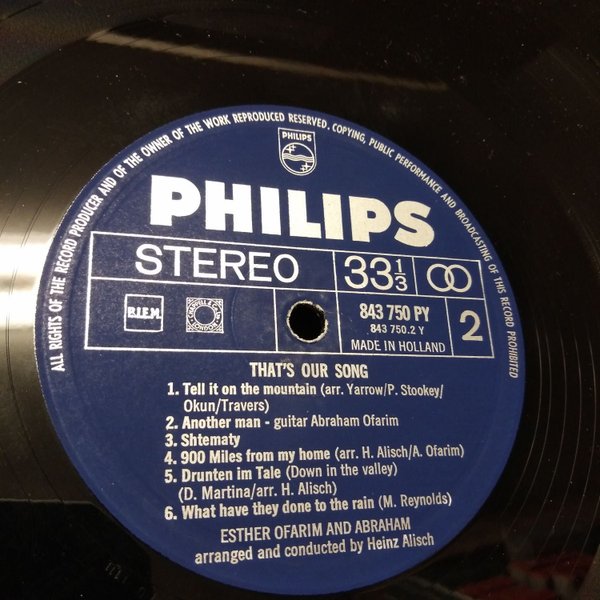 ALL RIGHTS OF THE RECORD PRODUCER AND OF THE OWNER OF THE WORK REPRODUCED RESERVED. COPYING, PUBLIC PERFORMANCE AND BROADCASTING OF THIS RECORD PROHIBITED
PHILIPS
PHILIPS
STEREO
33 1/3
B.I.E.M.
843 750 PY
843 750.2 Y
MADE IN HOLLAND
2
THAT'S OUR SONG
1. Tell it on the mountain (arr. Yarrow/P. Stookey/
Okun/Travers)
2. Another man - guitar Abraham Ofarim
3. Shtematy
4. 900 Miles from my home (arr. H. Alisch/A. Ofarim)
5. Drunten im Tale (Down in the valley)
(D. Martina/arr. H. Alisch)
6. What have they done to the rain (M. Reynolds)
ESTHER OFARIM AND ABRAHAM
arranged and conducted by Heinz Alisch